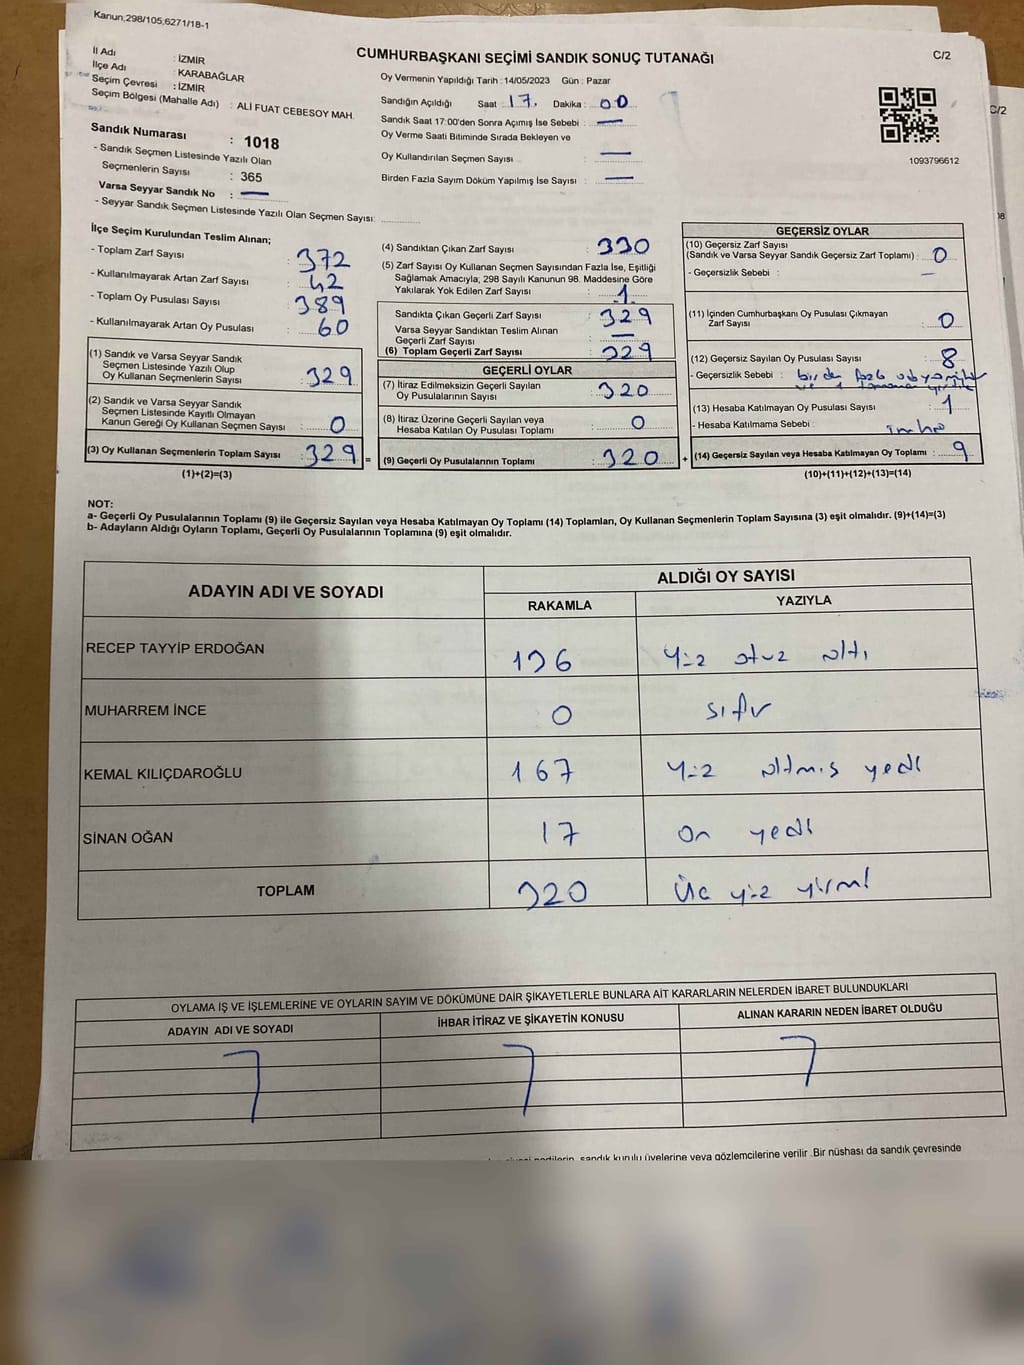 Kanun;298/105,6271/18-1
C/2
CUMHURBAŞKANI SEÇİMİ SANDIK SONUÇ TUTANAĞI
İl Adı : İZMİR
İlçe Adı : KARABAĞLAR
Seçim Çevresi : İZMİR
Seçim Bölgesi (Mahalle Adı) : ALİ FUAT CEBESOY MAH.
Sandık Numarası : 1018
- Sandık Seçmen Listesinde Yazılı Olan
Seçmenlerin Sayısı : 365
Varsa Seyyar Sandık No : —
- Seyyar Sandık Seçmen Listesinde Yazılı Olan Seçmen Sayısı:
Oy Vermenin Yapıldığı Tarih : 14/05/2023 Gün : Pazar
Sandığın Açıldığı Saat : 17. Dakika : 00
Sandık Saat 17:00'den Sonra Açımış İse Sebebi : —
Oy Verme Saati Bitiminde Sırada Bekleyen ve
Oy Kullandırılan Seçmen Sayısı : —
Birden Fazla Sayım Döküm Yapılmış İse Sayısı : —
1093796612
C/2
İlçe Seçim Kurulundan Teslim Alınan;
- Toplam Zarf Sayısı : 372
- Kullanılmayarak Artan Zarf Sayısı : 42
- Toplam Oy Pusulası Sayısı : 389
- Kullanılmayarak Artan Oy Pusulası : 60
(1) Sandık ve Varsa Seyyar Sandık
Seçmen Listesinde Yazılı Olup
Oy Kullanan Seçmenlerin Sayısı : 329
(2) Sandık ve Varsa Seyyar Sandık
Seçmen Listesinde Kayıtlı Olmayan
Kanun Gereği Oy Kullanan Seçmen Sayısı : 0
(3) Oy Kullanan Seçmenlerin Toplam Sayısı : 329 =
(1)+(2)=(3)
(4) Sandıktan Çıkan Zarf Sayısı : 330
(5) Zarf Sayısı Oy Kullanan Seçmen Sayısından Fazla İse, Eşitliği
Sağlamak Amacıyla, 298 Sayılı Kanunun 98. Maddesine Göre
Yakılarak Yok Edilen Zarf Sayısı : 1
Sandıkta Çıkan Geçerli Zarf Sayısı : 329
Varsa Seyyar Sandıktan Teslim Alınan
Geçerli Zarf Sayısı : —
(6) Toplam Geçerli Zarf Sayısı : 329
GEÇERLİ OYLAR
(7) İtiraz Edilmeksizin Geçerli Sayılan
Oy Pusulalarının Sayısı : 320
(8) İtiraz Üzerine Geçerli Sayılan veya
Hesaba Katılan Oy Pusulası Toplamı : 0
(9) Geçerli Oy Pusulalarının Toplamı : 320 +
GEÇERSİZ OYLAR
(10) Geçersiz Zarf Sayısı
(Sandık ve Varsa Seyyar Sandık Geçersiz Zarf Toplamı) : 0
- Geçersizlik Sebebi : —
(11) İçinden Cumhurbaşkanı Oy Pusulası Çıkmayan
Zarf Sayısı : 0
(12) Geçersiz Sayılan Oy Pusulası Sayısı : 8
- Geçersizlik Sebebi : birden fazla
(13) Hesaba Katılmayan Oy Pusulası Sayısı : 1
- Hesaba Katılmama Sebebi : imha
(14) Geçersiz Sayılan veya Hesaba Katılmayan Oy Toplamı : 9
(10)+(11)+(12)+(13)=(14)
NOT:
a- Geçerli Oy Pusulalarının Toplamı (9) ile Geçersiz Sayılan veya Hesaba Katılmayan Oy Toplamı (14) Toplamları, Oy Kullanan Seçmenlerin Toplam Sayısına (3) eşit olmalıdır. (9)+(14)=(3)
b- Adayların Aldığı Oyların Toplamı, Geçerli Oy Pusulalarının Toplamına (9) eşit olmalıdır.
ADAYIN ADI VE SOYADI ALDIĞI OY SAYISI
RAKAMLA YAZIYLA
RECEP TAYYİP ERDOĞAN 136 Yüz otuz altı
MUHARREM İNCE 0 sıfır
KEMAL KILIÇDAROĞLU 167 Yüz altmış yedi
SİNAN OĞAN 17 On yedi
TOPLAM 320 Üç yüz yirmi
OYLAMA İŞ VE İŞLEMLERİNE VE OYLARIN SAYIM VE DÖKÜMÜNE DAİR ŞİKAYETLERLE BUNLARA AİT KARARLARIN NELERDEN İBARET BULUNDUKLARI
ADAYIN ADI VE SOYADI İHBAR İTİRAZ VE ŞİKAYETİN KONUSU ALINAN KARARIN NEDEN İBARET OLDUĞU
sandık kurulu üyelerine veya gözlemcilerine verilir .Bir nüshası da sandık çevresinde